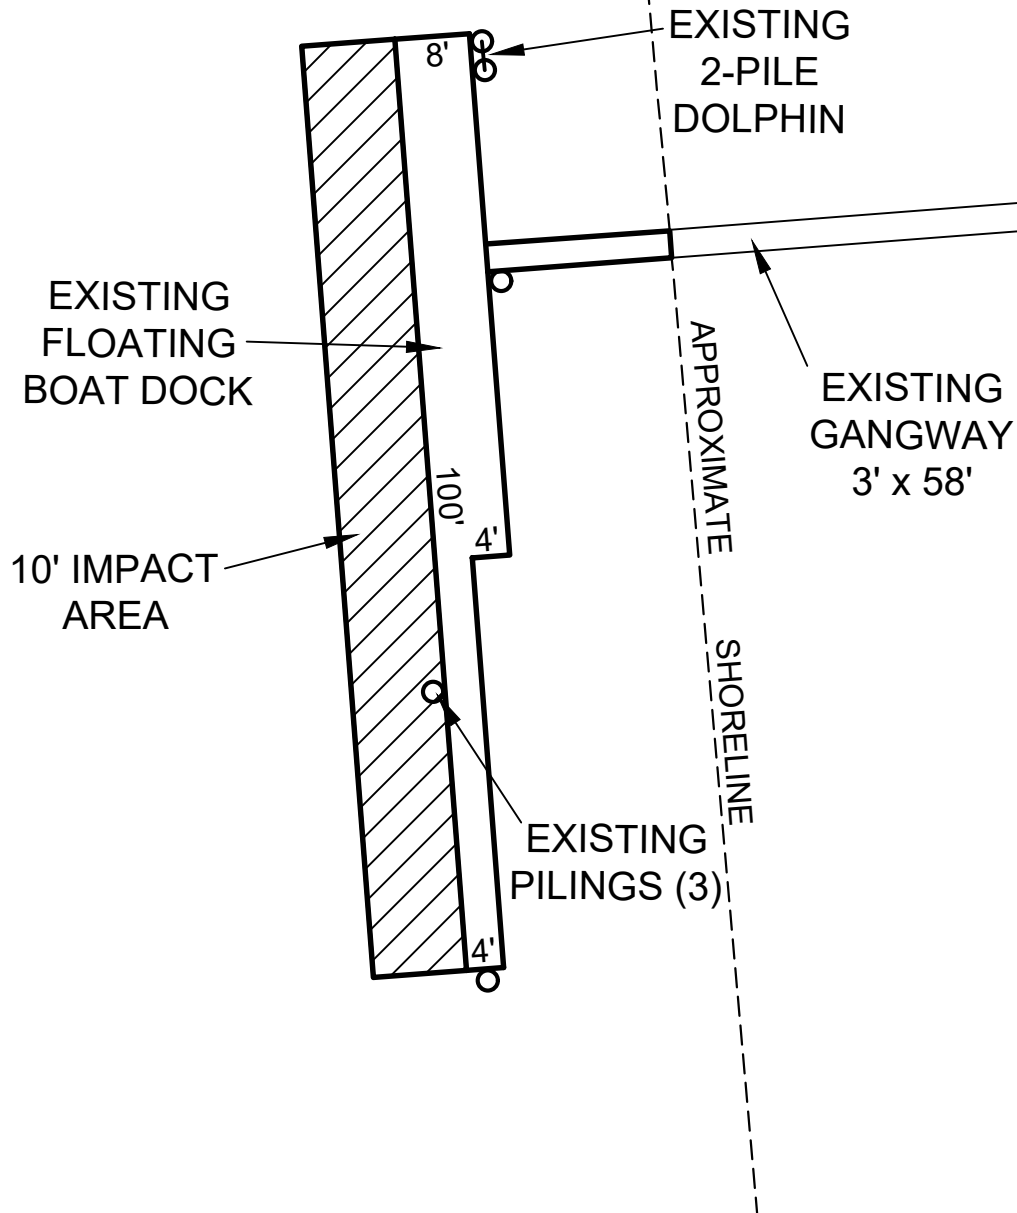 EXISTING
2-PILE
DOLPHIN
8'
EXISTING
FLOATING
BOAT DOCK
APPROXIMATE
SHORELINE
EXISTING
GANGWAY
3' x 58'
100'
4'
10' IMPACT
AREA
EXISTING
PILINGS (3)
4'